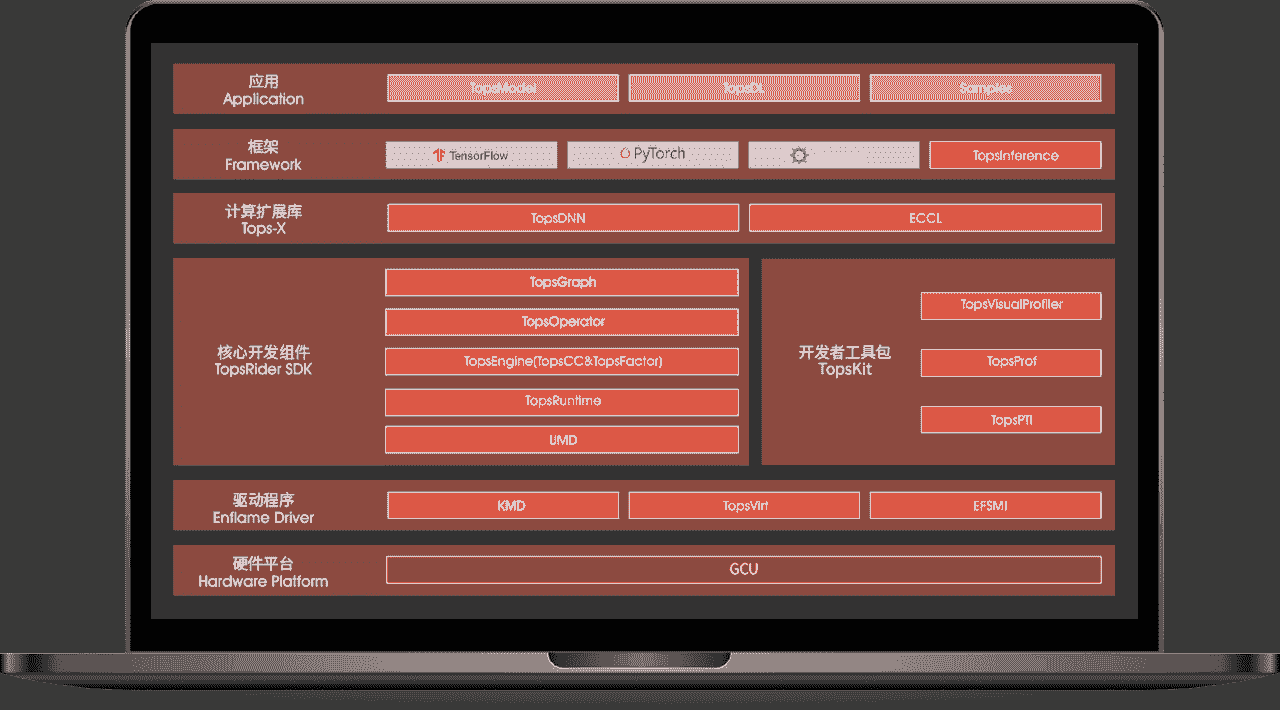 应用
Application
TopsModel
TopsDL
Samples
框架
Framework
TensorFlow
PyTorch
TopsInference
计算扩展库
Tops-X
TopsDNN
ECCL
核心开发组件
TopsRider SDK
TopsGraph
TopsOperator
TopsEngine(TopsCC&TopsFactor)
TopsRuntime
UMD
开发者工具包
TopsKit
TopsVisualProfiler
TopsProf
TopsPTI
驱动程序
Enflame Driver
KMD
TopsVirt
EFSMI
硬件平台
Hardware Platform
GCU